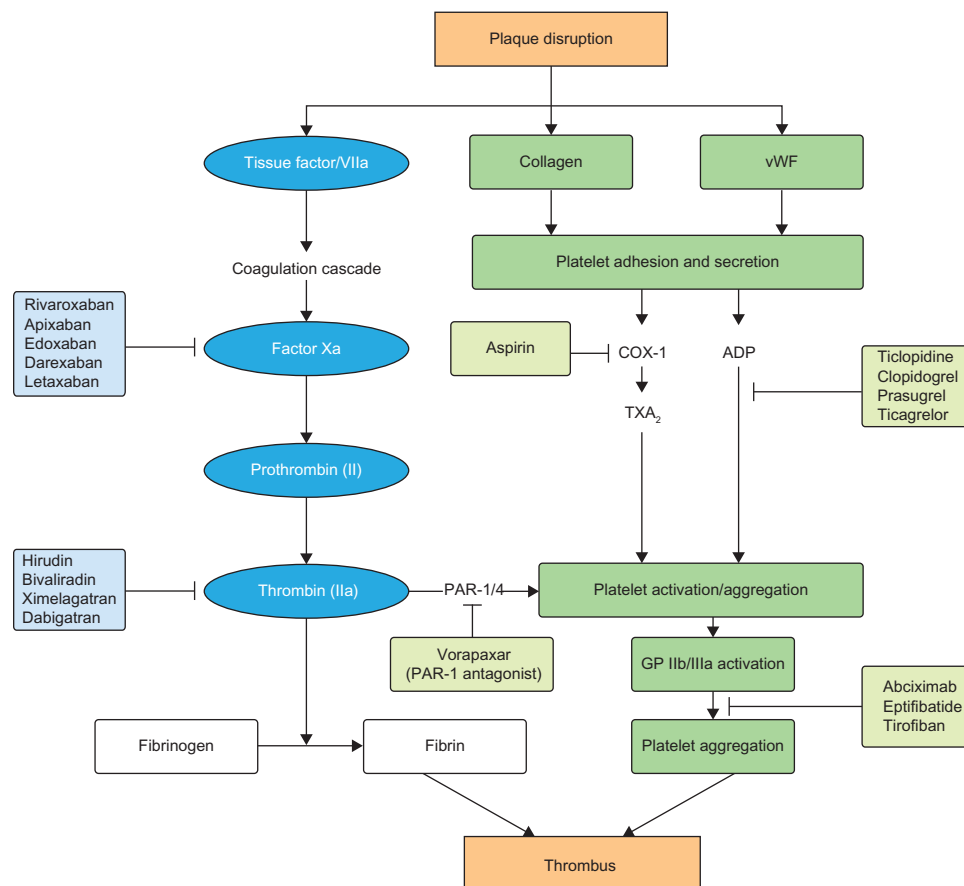 Plaque disruption
Tissue factor/VIIa
Collagen
vWF
Platelet adhesion and secretion
Coagulation cascade
Rivaroxaban
Apixaban
Edoxaban
Darexaban
Letaxaban
Factor Xa
Aspirin
COX-1
ADP
Ticlopidine
Clopidogrel
Prasugrel
Ticagrelor
TXA2
Prothrombin (II)
Hirudin
Bivaliradin
Ximelagatran
Dabigatran
Thrombin (IIa)
PAR-1/4
Platelet activation/aggregation
Vorapaxar
(PAR-1 antagonist)
GP IIb/IIIa activation
Abciximab
Eptifibatide
Tirofiban
Fibrinogen
Fibrin
Platelet aggregation
Thrombus